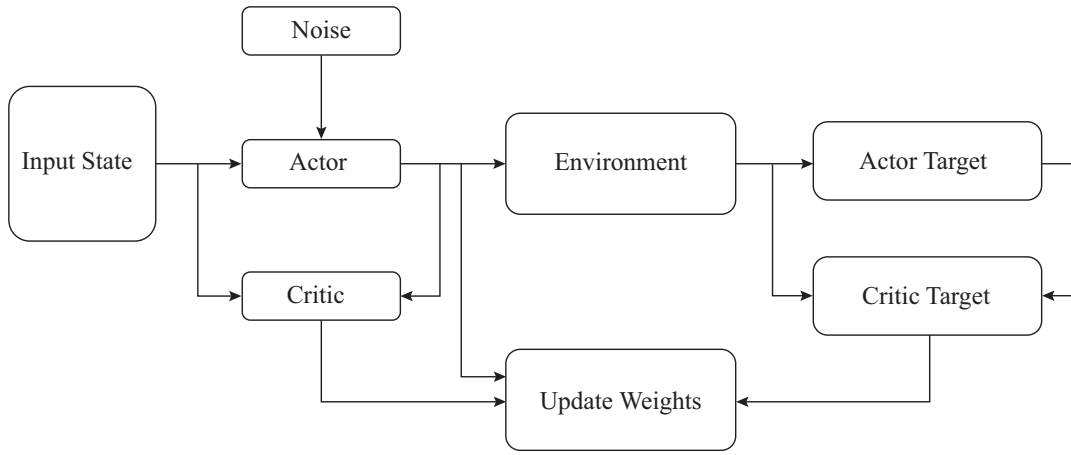 Noise
Input State
Actor
Environment
Actor Target
Critic
Critic Target
Update Weights